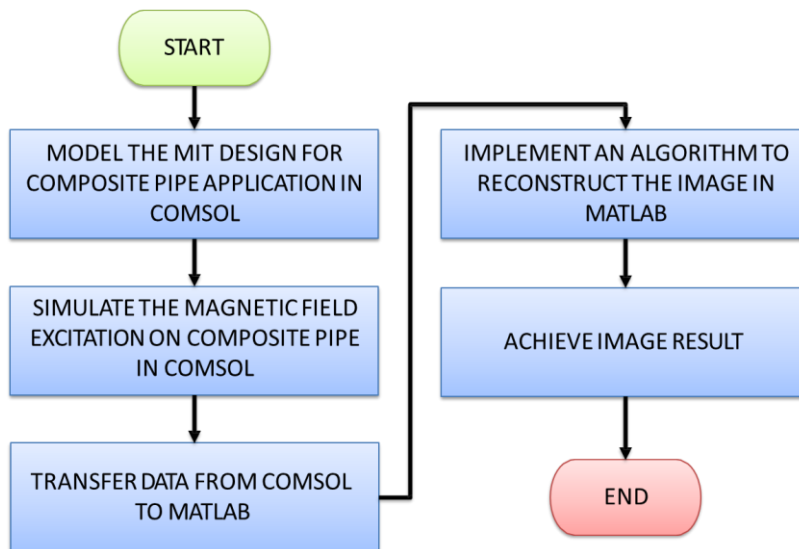 START
MODEL THE MIT DESIGN FOR
COMPOSITE PIPE APPLICATION IN
COMSOL
SIMULATE THE MAGNETIC FIELD
EXCITATION ON COMPOSITE PIPE
IN COMSOL
TRANSFER DATA FROM COMSOL
TO MATLAB
IMPLEMENT AN ALGORITHM TO
RECONSTRUCT THE IMAGE IN
MATLAB
ACHIEVE IMAGE RESULT
END